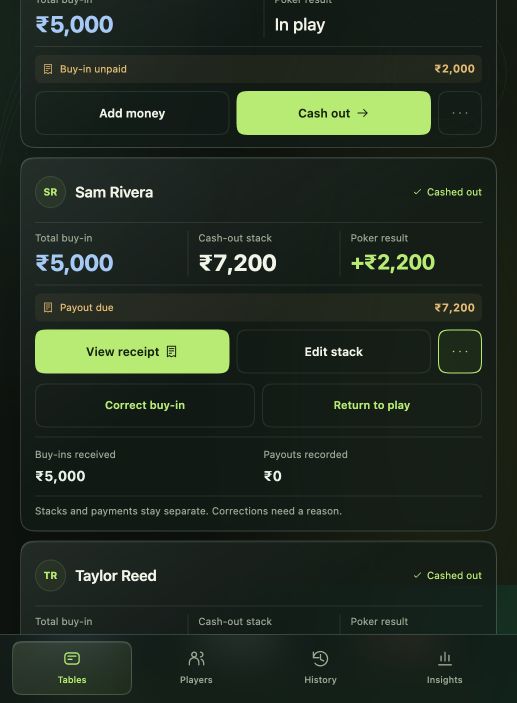 Total buy-in
Poker result
₹5,000
In play
Buy-in unpaid
₹2,000
Add money
Cash out →
...
SR
Sam Rivera
✓ Cashed out
Total buy-in
Cash-out stack
Poker result
₹5,000
₹7,200
+₹2,200
Payout due
₹7,200
View receipt
Edit stack
...
Correct buy-in
Return to play
Buy-ins received
Payouts recorded
₹5,000
₹0
Stacks and payments stay separate. Corrections need a reason.
TR
Taylor Reed
✓ Cashed out
Total buy-in
Cash-out stack
Poker result
Tables
Players
History
Insights